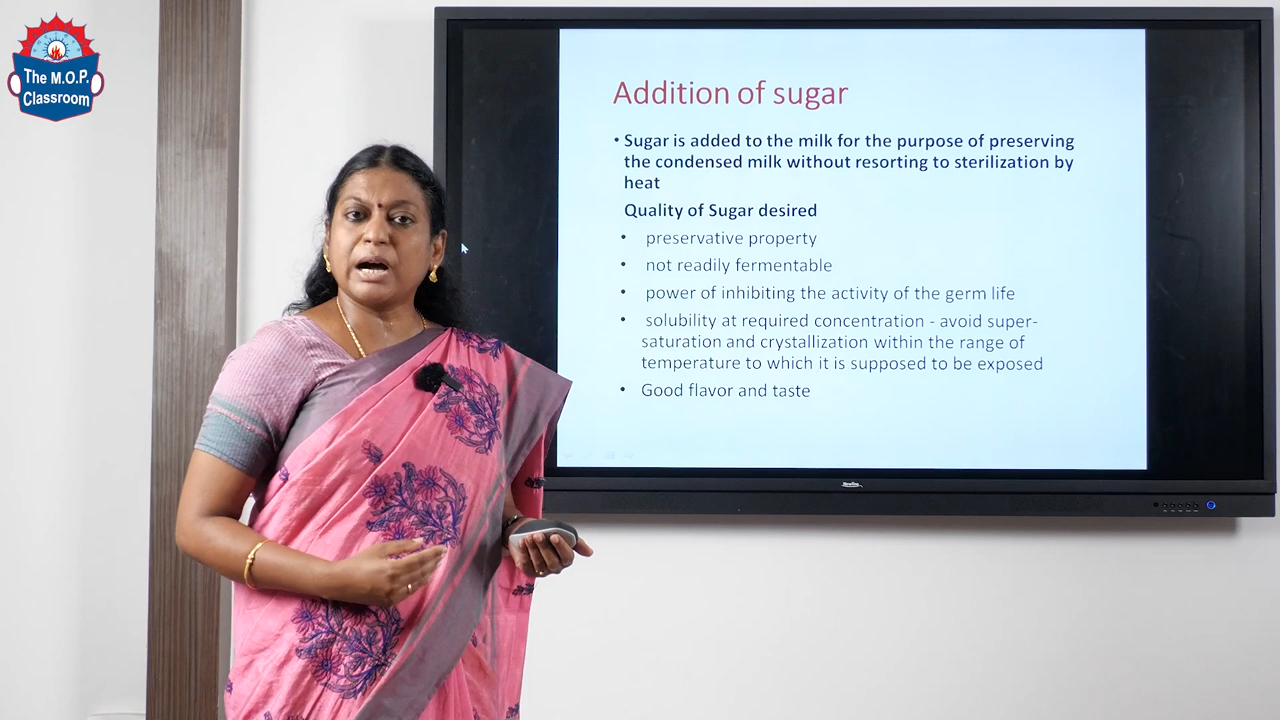 The M.O.P.
Classroom
Addition of sugar
• Sugar is added to the milk for the purpose of preserving
the condensed milk without resorting to sterilization by
heat
Quality of Sugar desired
• preservative property
• not readily fermentable
• power of inhibiting the activity of the germ life
• solubility at required concentration - avoid super-
saturation and crystallization within the range of
temperature to which it is supposed to be exposed
• Good flavor and taste